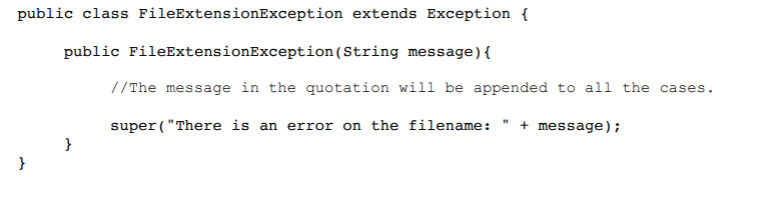 public class FileExtensionException extends Exception {
public FileExtensionException(String message){
//The message in the quotation will be appended to all the cases.
super("There is an error on the filename: " + message);
}
}